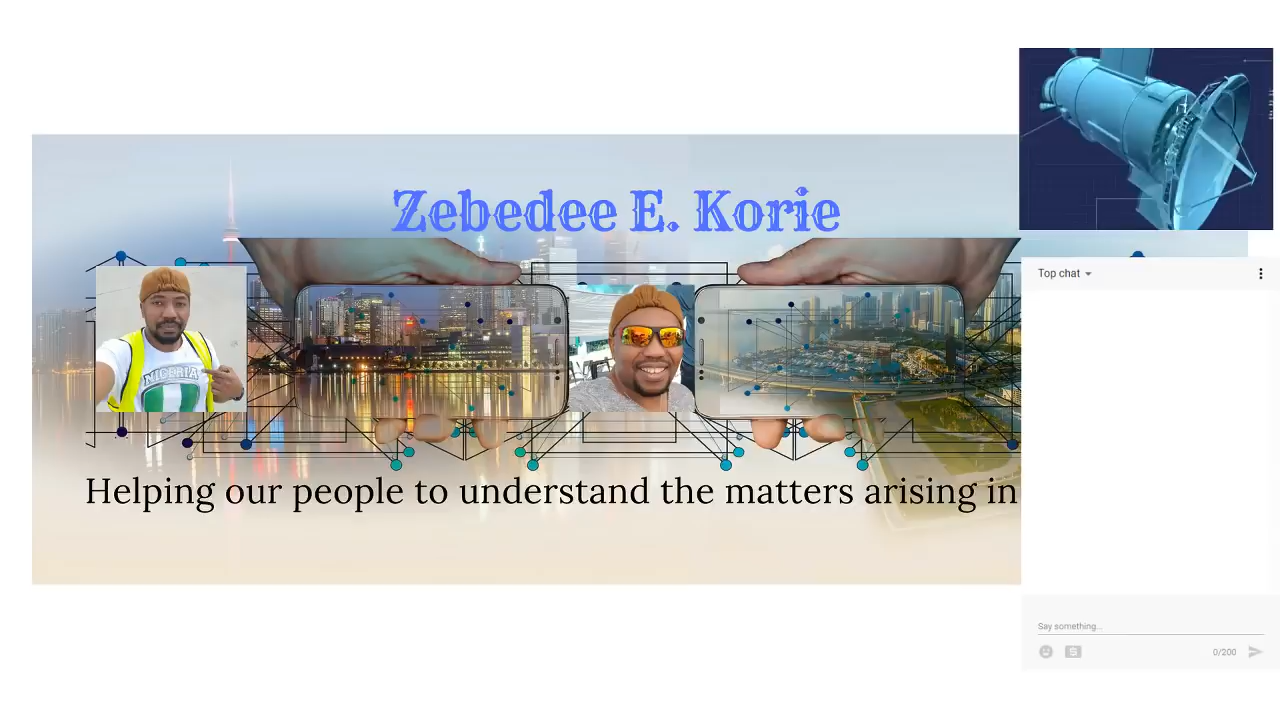 Zebedee E. Korie
NIGERIA
Helping our people to understand the matters arising in
Top chat
Say something...
0/200